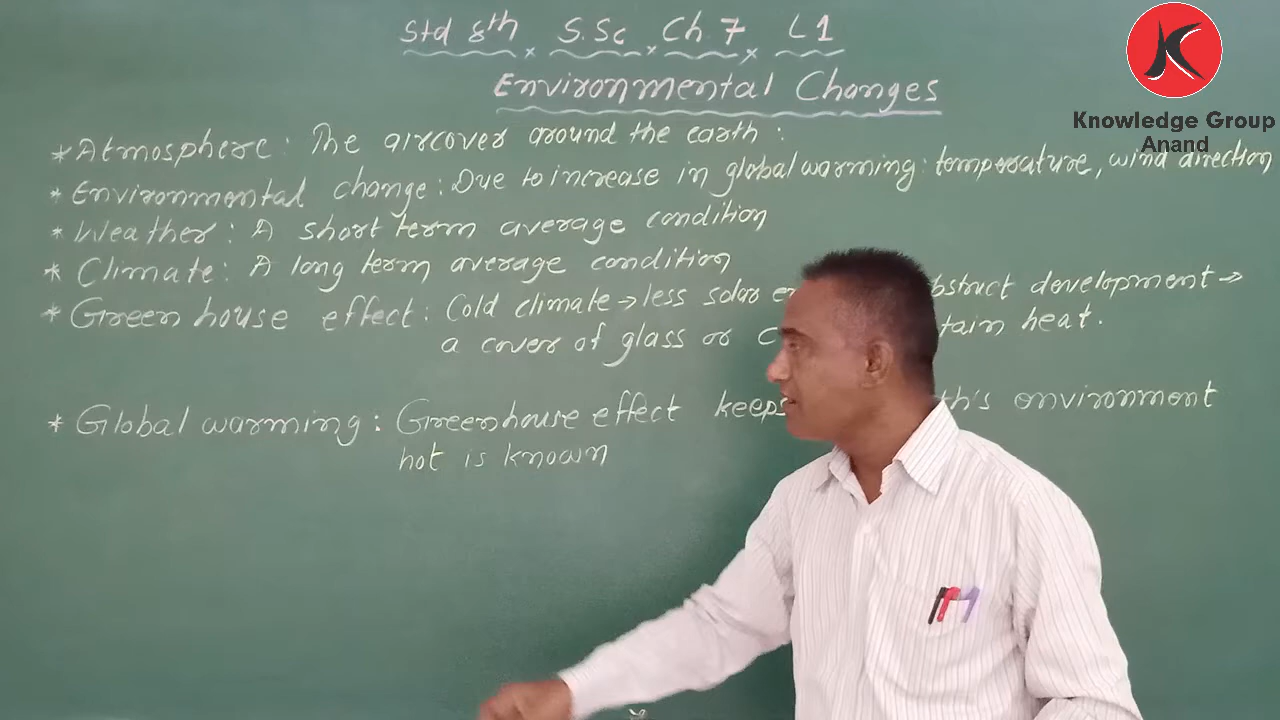 Std 8th S.Sc Ch.7 L1
Environmental Changes
Knowledge Group
Anand
* Atmosphere: The aircover around the earth:
* Environmental change: Due to increase in global warming: temperature, wind direction
* Weather: A short term average condition
* Climate: A long term average condition
* Green house effect: Cold climate → less solar bstruct development →
a cover of glass or tain heat.
* Global warming: Greenhouse effect keeps th's environment
hot is known